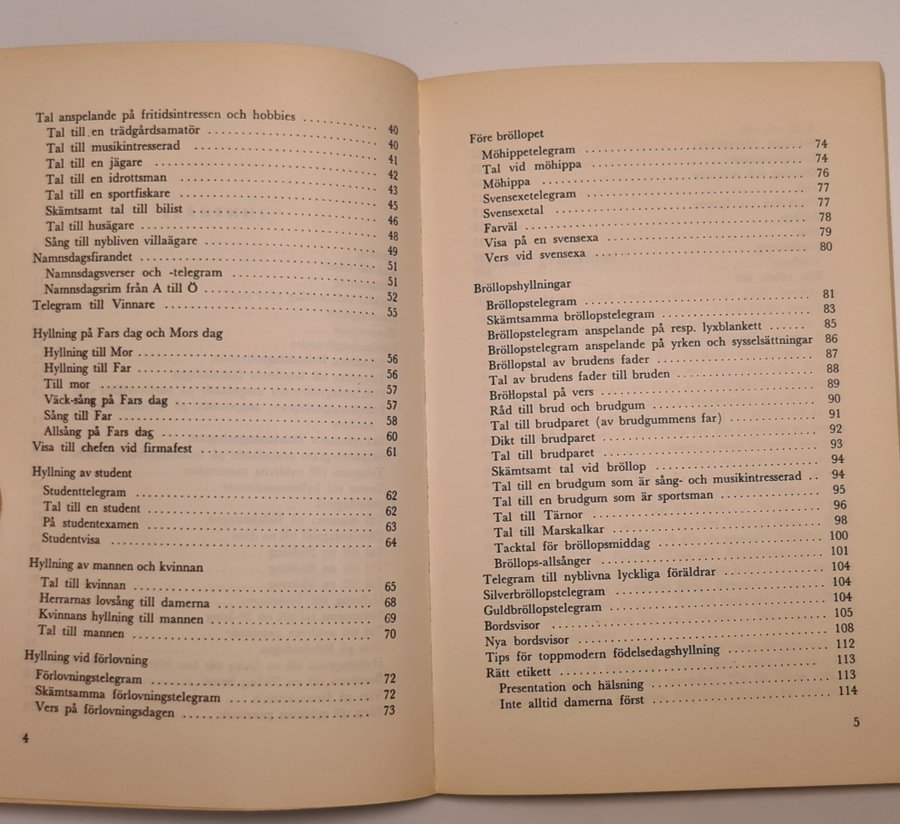 Tal anspelande på fritidsintressen och hobbies ........... 40
Tal till en trädgårdsamatör ........... 40
Tal till musikintresserad ........... 41
Tal till en jägare ........... 42
Tal till en idrottsman ........... 43
Tal till en sportfiskare ........... 45
Skämtsamt tal till bilist ........... 46
Tal till husägare ........... 48
Sång till nybliven villaägare ........... 49
Namnsdagsfirandet ........... 51
Namnsdagsverser och -telegram ........... 51
Namnsdagsrim från A till Ö ........... 52
Telegram till Vinnare ........... 55
Hyllning på Fars dag och Mors dag
Hyllning till Mor ........... 56
Hyllning till Far ........... 56
Till mor ........... 57
Väck-sång på Fars dag ........... 57
Sång till Far ........... 58
Allsång på Fars dag ........... 60
Visa till chefen vid firmafest ........... 61
Hyllning av student
Studenttelegram ........... 62
Tal till en student ........... 62
På studentexamen ........... 63
Studentvisa ........... 64
Hyllning av mannen och kvinnan
Tal till kvinnan ........... 65
Herrarnas lovsång till damerna ........... 68
Kvinnans hyllning till mannen ........... 69
Tal till mannen ........... 70
Hyllning vid förlovning
Förlovningstelegram ........... 72
Skämtsamma förlovningstelegram ........... 72
Vers på förlovningsdagen ........... 73
4
Före bröllopet
Möhippetelegram ........... 74
Tal vid möhippa ........... 74
Möhippa ........... 76
Svensexetelegram ........... 77
Svensexetal ........... 77
Farväl ........... 78
Visa på en svensexa ........... 79
Vers vid svensexa ........... 80
Bröllopshyllningar
Bröllopstelegram ........... 81
Skämtsamma bröllopstelegram ........... 83
Bröllopstelegram anspelande på resp. lyxblankett ...... 85
Bröllopstelegram anspelande på yrken och sysselsättningar 86
Bröllopstal av brudens fader ........... 87
Tal av brudens fader till bruden ........... 88
Bröllopstal på vers ........... 89
Råd till brud och brudgum ........... 90
Tal till brudparet (av brudgummens far) ........... 91
Dikt till brudparet ........... 92
Tal till brudparet ........... 93
Skämtsamt tal vid bröllop ........... 94
Tal till en brudgum som är sång- och musikintresserad .. 94
Tal till en brudgum som är sportsman ........... 95
Tal till Tärnor ........... 96
Tal till Marskalkar ........... 98
Tacktal för bröllopsmiddag ........... 100
Bröllops-allsånger ........... 101
Telegram till nyblivna lyckliga föräldrar ........... 104
Silverbröllopstelegram ........... 104
Guldbröllopstelegram ........... 104
Bordsvisor ........... 105
Nya bordsvisor ........... 108
Tips för toppmodern födelsedagshyllning ........... 112
Rätt etikett ........... 113
Presentation och hälsning ........... 113
Inte alltid damerna först ........... 114
5